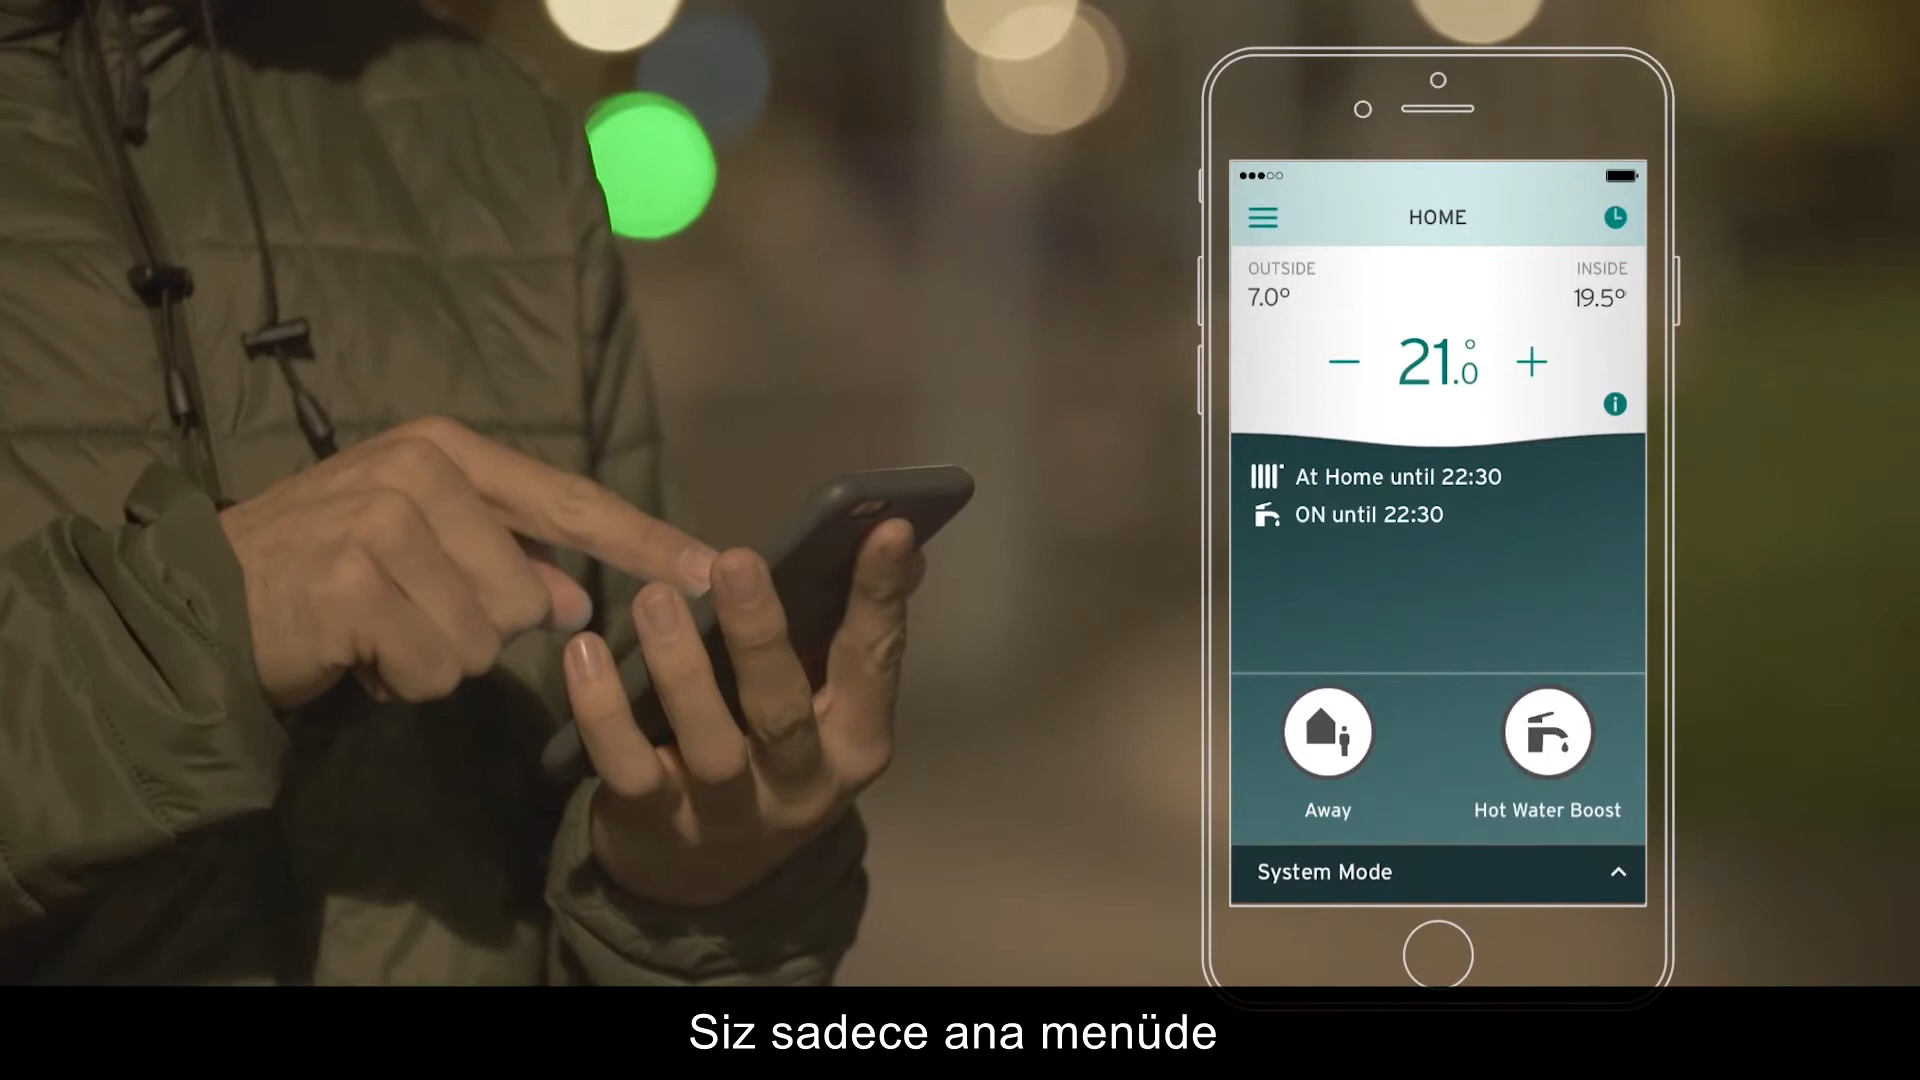 HOME
OUTSIDE
INSIDE
7.0°
19.5°
21.0°
At Home until 22:30
ON until 22:30
Away
Hot Water Boost
System Mode
Siz sadece ana menüde